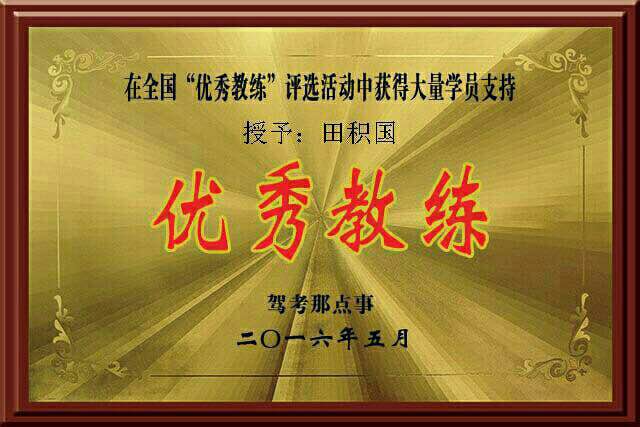 在全国“优秀教练”评选活动中获得大量学员支持
授予：田积国
优秀教练
驾考那点事
二〇一六年五月